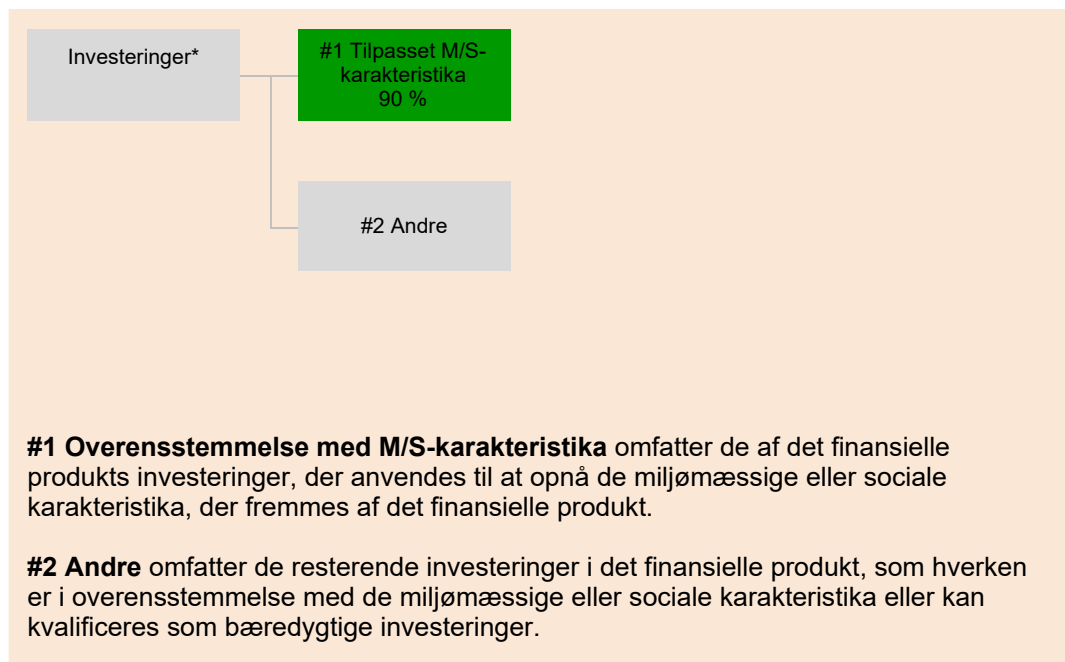 Investeringer*
#1 Tilpasset M/S-
karakteristika
90 %
#2 Andre
#1 Overensstemmelse med M/S-karakteristika omfatter de af det finansielle
produkts investeringer, der anvendes til at opnå de miljømæssige eller sociale
karakteristika, der fremmes af det finansielle produkt.
#2 Andre omfatter de resterende investeringer i det finansielle produkt, som hverken
er i overensstemmelse med de miljømæssige eller sociale karakteristika eller kan
kvalificeres som bæredygtige investeringer.